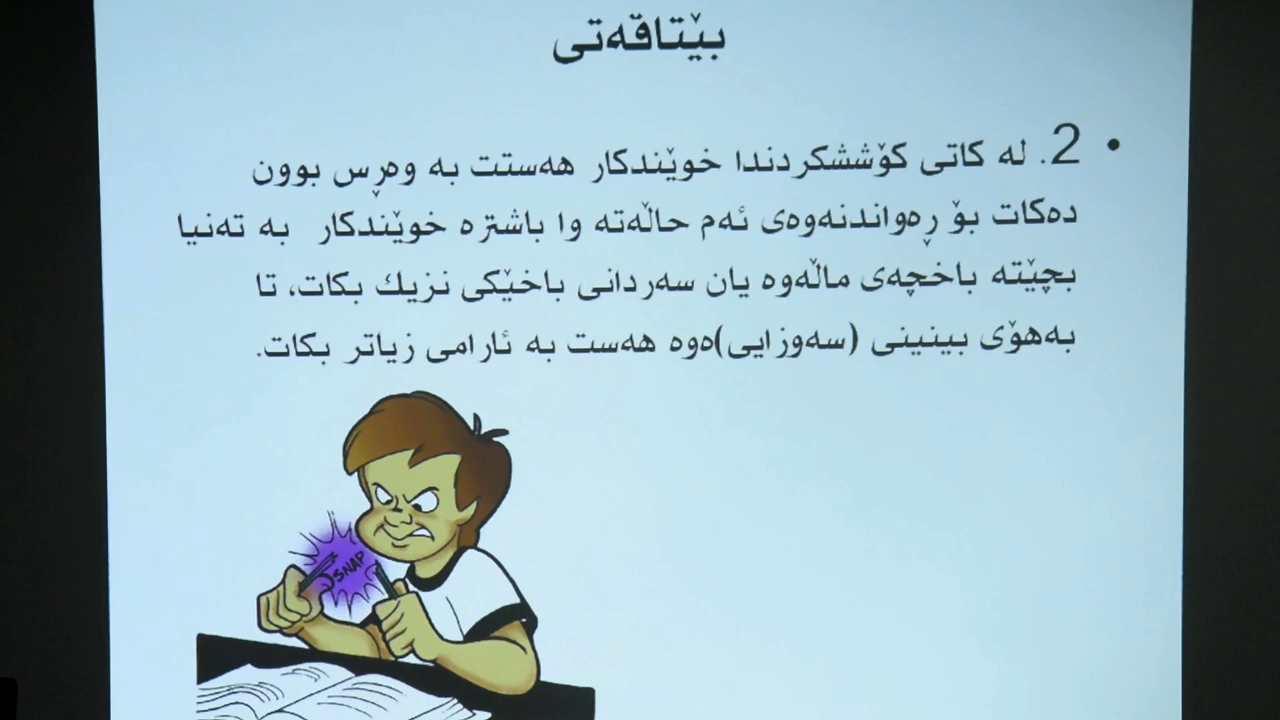 بێتاقەتی
• 2. لە کاتی کۆششکردندا خوێندکار هەستت بە وەڕس بوون
دەکات بۆ ڕەواندنەوەی ئەم حاڵەتە وا باشترە خوێندکار بە تەنیا
بچێتە باخچەی ماڵەوە یان سەردانی باخێکی نزیك بکات، تا
بەهۆی بینینی (سەوزایی)ەوە هەست بە ئارامی زیاتر بکات.
SNAP